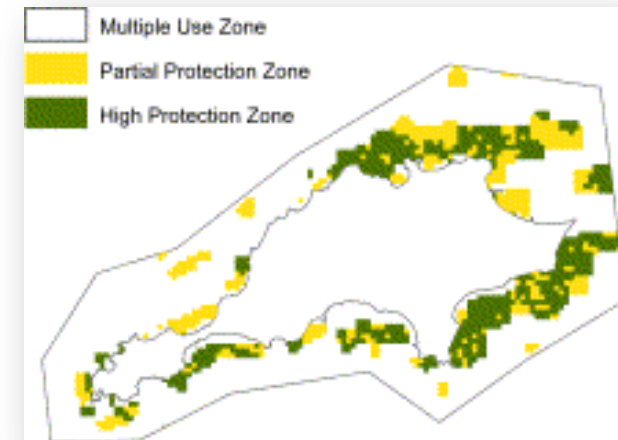 Multiple Use Zone
Partial Protection Zone
High Protection Zone